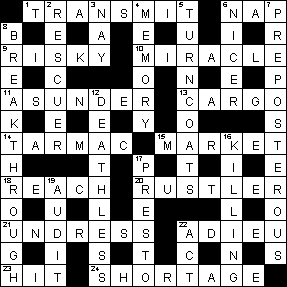 1 T R A N 3 S M 4 I T 5 6 N A P 7
8 B E A E U I R
9 R I S K Y 10 M I R A C L E
E C O N E P
11 A S U N D 12 E R 13 C A R G O
K E E Y O S
14 T A R M A C 15 M A R K 16 E T
H T 17 P T I E
18 R E A 19 C H 20 R U S T L E R
O U L E L O
21 U N D R E S S 22 A D I E U
G I S T C N S
23 H I T 24 S H O R T A G E